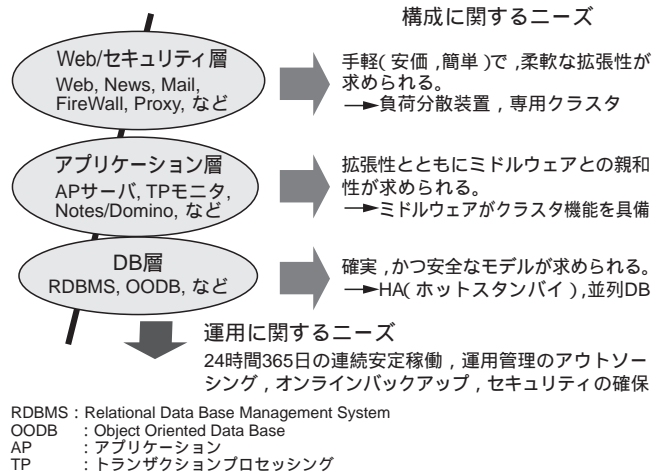 構成に関するニーズ
Web/セキュリティ層
Web, News, Mail,
FireWall, Proxy, など
手軽(安価,簡単)で,柔軟な拡張性が
求められる。
→負荷分散装置,専用クラスタ
アプリケーション層
APサーバ, TPモニタ,
Notes/Domino, など
拡張性とともにミドルウェアとの親和
性が求められる。
→ミドルウェアがクラスタ機能を具備
DB層
RDBMS, OODB, など
確実,かつ安全なモデルが求められる。
→HA(ホットスタンバイ),並列DB
運用に関するニーズ
24時間365日の連続安定稼働,運用管理のアウトソー
シング,オンラインバックアップ,セキュリティの確保
RDBMS:Relational Data Base Management System
OODB :Object Oriented Data Base
AP :アプリケーション
TP :トランザクションプロセッシング